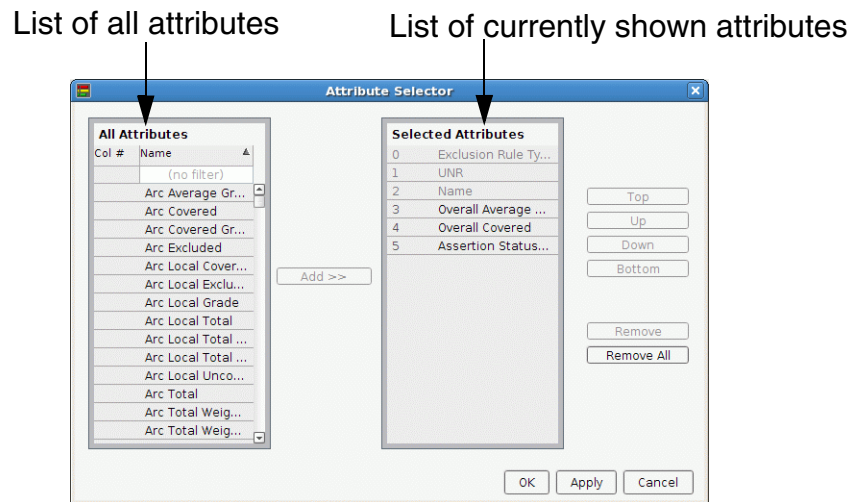 List of all attributes
List of currently shown attributes
Attribute Selector
All Attributes
Col # Name
(no filter)
Arc Average Gr...
Arc Covered
Arc Covered Gr...
Arc Excluded
Arc Local Cover...
Arc Local Exclu...
Arc Local Grade
Arc Local Total
Arc Local Total ...
Arc Local Total ...
Arc Local Unco...
Arc Total
Arc Total Weig...
Arc Total Weig...
Add >>
Selected Attributes
0 Exclusion Rule Ty...
1 UNR
2 Name
3 Overall Average ...
4 Overall Covered
5 Assertion Status...
Top
Up
Down
Bottom
Remove
Remove All
OK Apply Cancel